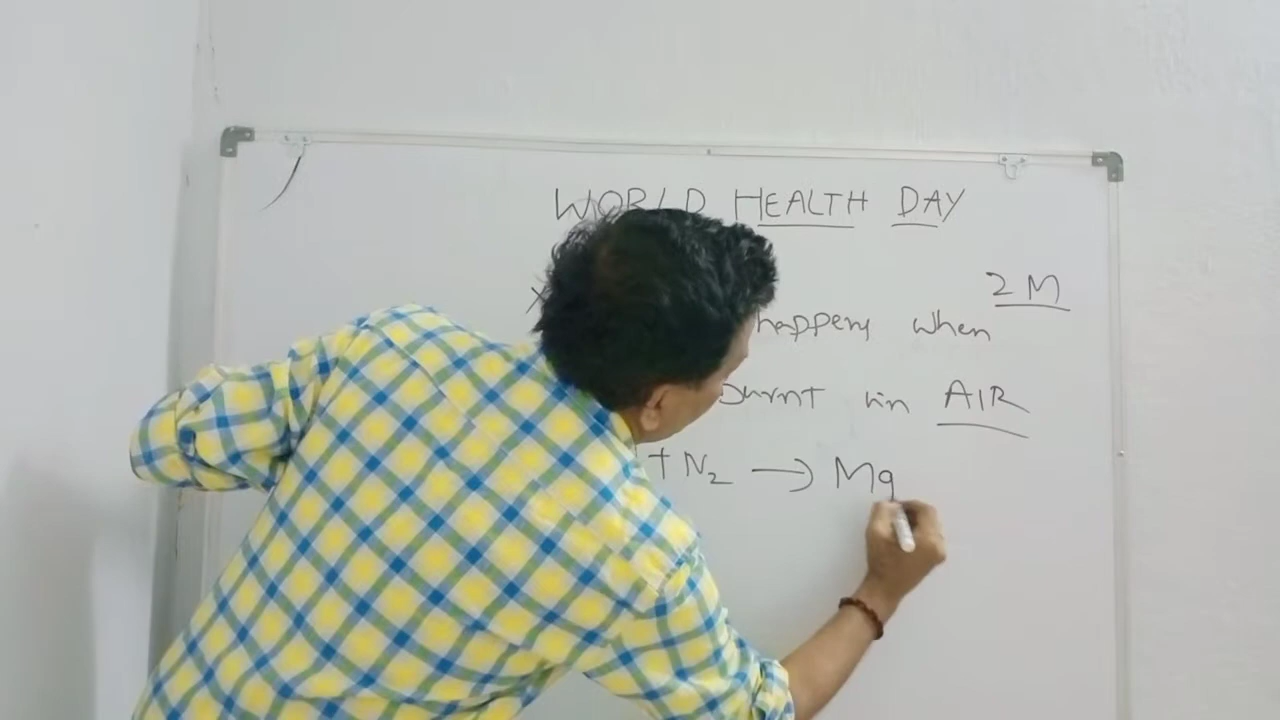 WORLD HEALTH DAY
2 M
happens when
burnt in AIR
+ N₂ → Mg